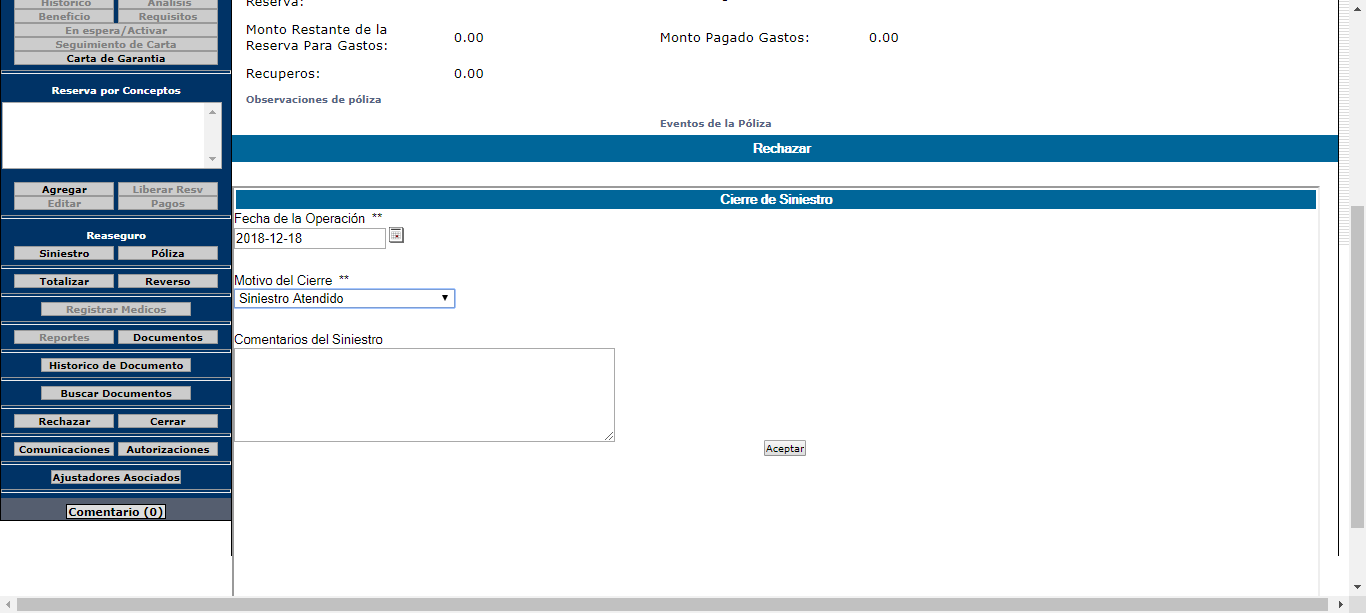 Historico Analisis
Beneficio Requisitos
En espera/Activar
Seguimiento de Carta
Carta de Garantia
Reserva por Conceptos
Agregar Liberar Resv
Editar Pagos
Reaseguro
Siniestro Póliza
Totalizar Reverso
Registrar Medicos
Reportes Documentos
Historico de Documento
Buscar Documentos
Rechazar Cerrar
Comunicaciones Autorizaciones
Ajustadores Asociados
Comentario (0)
Reserva:
Monto Restante de la
Reserva Para Gastos: 0.00 Monto Pagado Gastos: 0.00
Recuperos: 0.00
Observaciones de póliza
Eventos de la Póliza
Rechazar
Cierre de Siniestro
Fecha de la Operación **
2018-12-18
Motivo del Cierre **
Siniestro Atendido
Comentarios del Siniestro
Aceptar